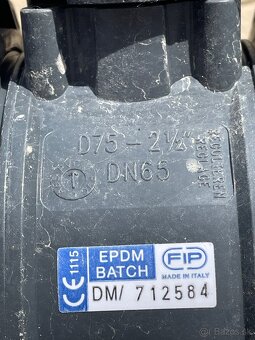 D75 - 2½"
DN65
CE 1115
EPDM
BATCH
FIP
MADE IN ITALY
DM/ 712584